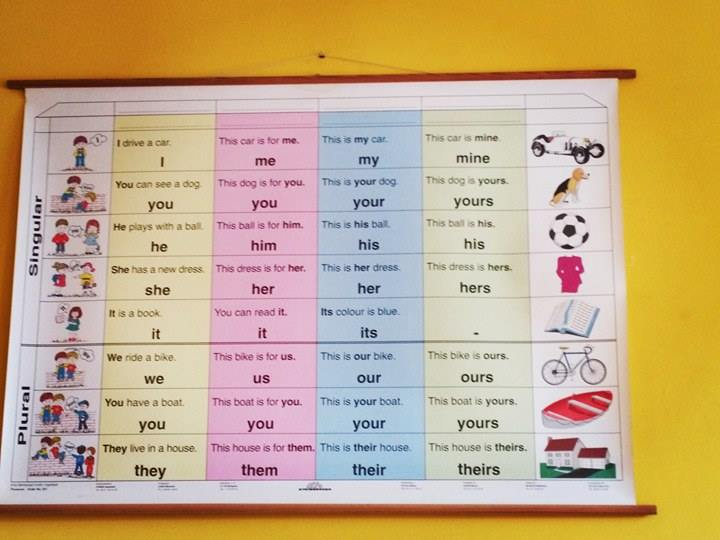 Singular
I drive a car. This car is for me. This is my car. This car is mine.
I me my mine
You can see a dog. This dog is for you. This is your dog. This dog is yours.
you you your yours
He plays with a ball. This ball is for him. This is his ball. This ball is his.
he him his his
She has a new dress. This dress is for her. This is her dress. This dress is hers.
she her her hers
It is a book. You can read it. Its colour is blue.
it it its -
Plural
We ride a bike. This bike is for us. This is our bike. This bike is ours.
we us our ours
You have a boat. This boat is for you. This is your boat. This boat is yours.
you you your yours
They live in a house. This house is for them. This is their house. This house is theirs.
they them their theirs